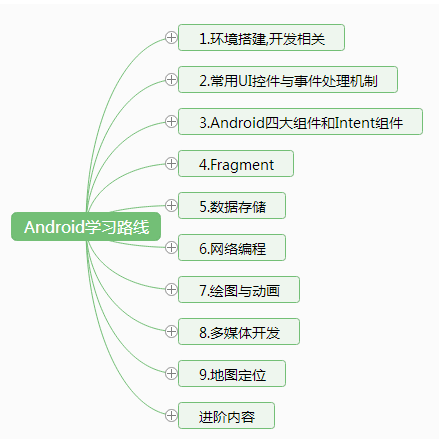 Android学习路线
1.环境搭建,开发相关
2.常用UI控件与事件处理机制
3.Android四大组件和Intent组件
4.Fragment
5.数据存储
6.网络编程
7.绘图与动画
8.多媒体开发
9.地图定位
进阶内容